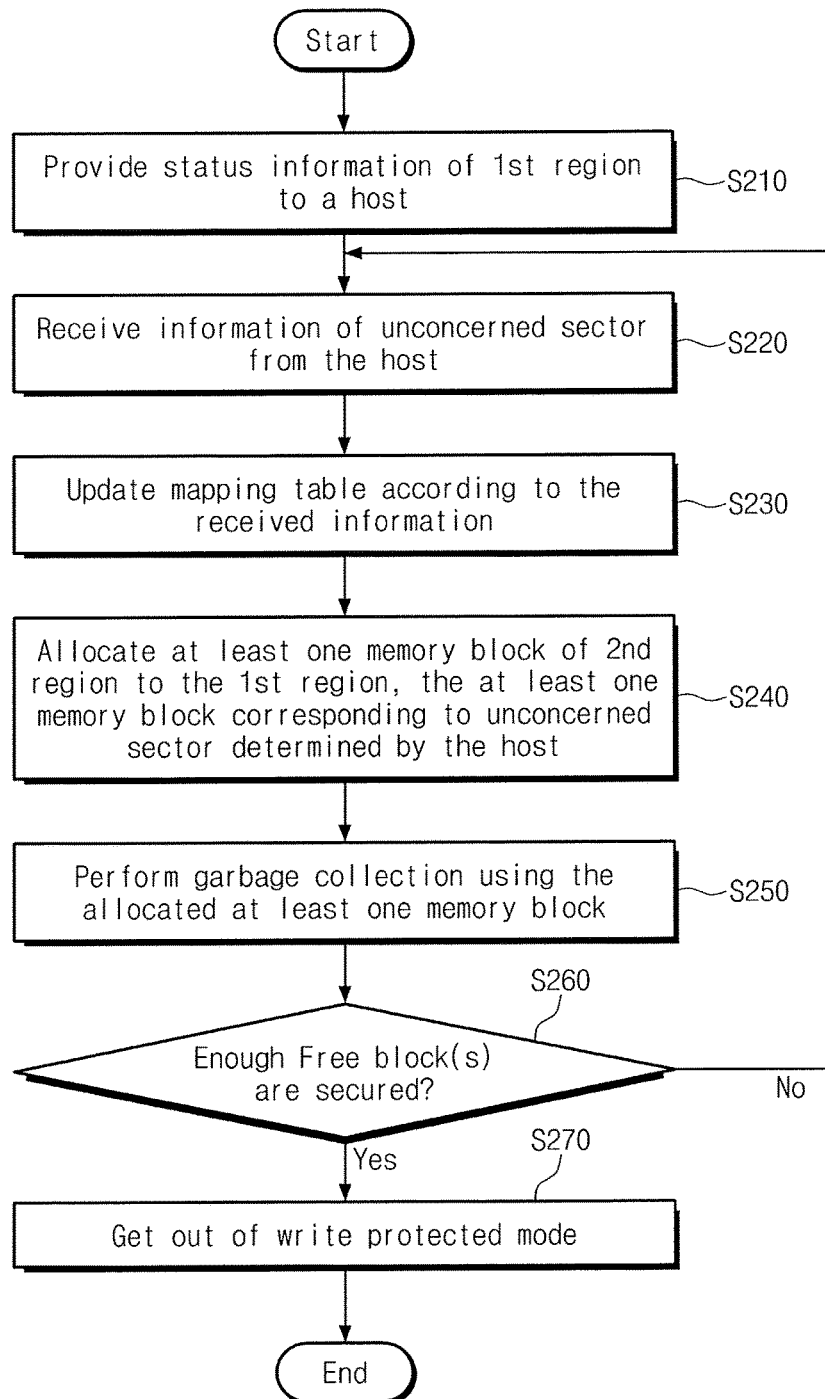 Start
Provide status information of 1st region
to a host
S210
Receive information of unconcerned sector
from the host
S220
Update mapping table according to the
received information
S230
Allocate at least one memory block of 2nd
region to the 1st region, the at least one
memory block corresponding to unconcerned
sector determined by the host
S240
Perform garbage collection using the
allocated at least one memory block
S250
S260
Enough Free block(s)
are secured?
No
Yes
S270
Get out of write protected mode
End